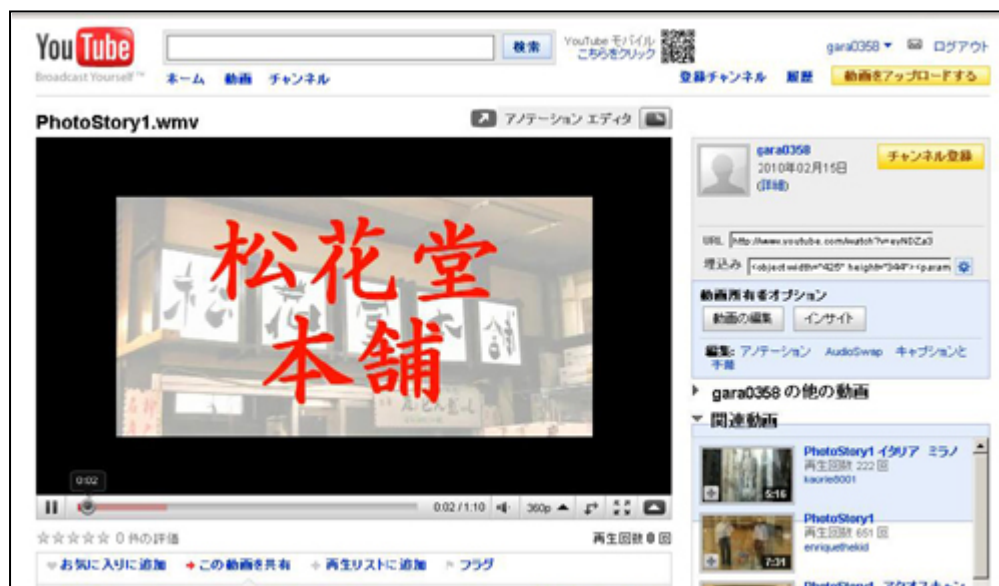 You Tube
Broadcast Yourself™
検索
YouTube モバイル
こちらをクリック
gara0358 ▼
ログアウト
ホーム 動画 チャンネル
登録チャンネル 履歴 動画をアップロードする
PhotoStory1.wmv
アノテーション エディタ
松花堂
本舗
gara0358
2010年02月15日
(詳細)
チャンネル登録
URL
埋込み <object width="425" height="344"><param
動画所有者オプション
動画の編集 インサイト
編集: アノテーション AudioSwap キャプションと
字幕
gara0358 の他の動画
関連動画
PhotoStory1 イタリア ミラノ
再生回数 222 回
kaorie8001
5:16
PhotoStory1
再生回数 651 回
enriquethekid
7:31
0:02
0:02 / 1:10 360p
0 件の評価
再生回数 0 回
お気に入りに追加 この動画を共有 再生リストに追加 フラグ